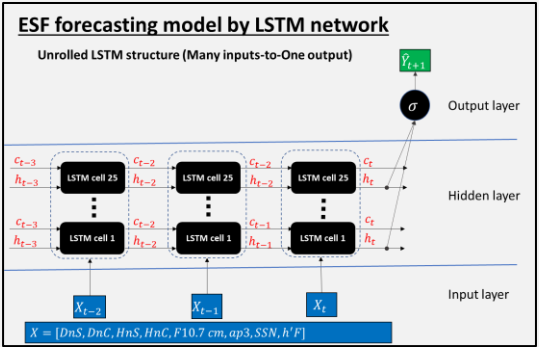 ESF forecasting model by LSTM network
Unrolled LSTM structure (Many inputs-to-One output)
Ŷₜ₊₁
σ
Output layer
cₜ₋₃ cₜ₋₂ cₜ₋₂ cₜ
LSTM cell 25 LSTM cell 25 LSTM cell 25
hₜ₋₃ hₜ₋₂ hₜ₋₂ hₜ
Hidden layer
cₜ₋₃ cₜ₋₂ cₜ₋₁ cₜ
LSTM cell 1 LSTM cell 1 LSTM cell 1
hₜ₋₃ hₜ₋₂ hₜ₋₁ hₜ
Xₜ₋₂ Xₜ₋₁ Xₜ
Input layer
X = [DnS, DnC, HnS, HnC, F10.7 cm, ap3, SSN, h′F]